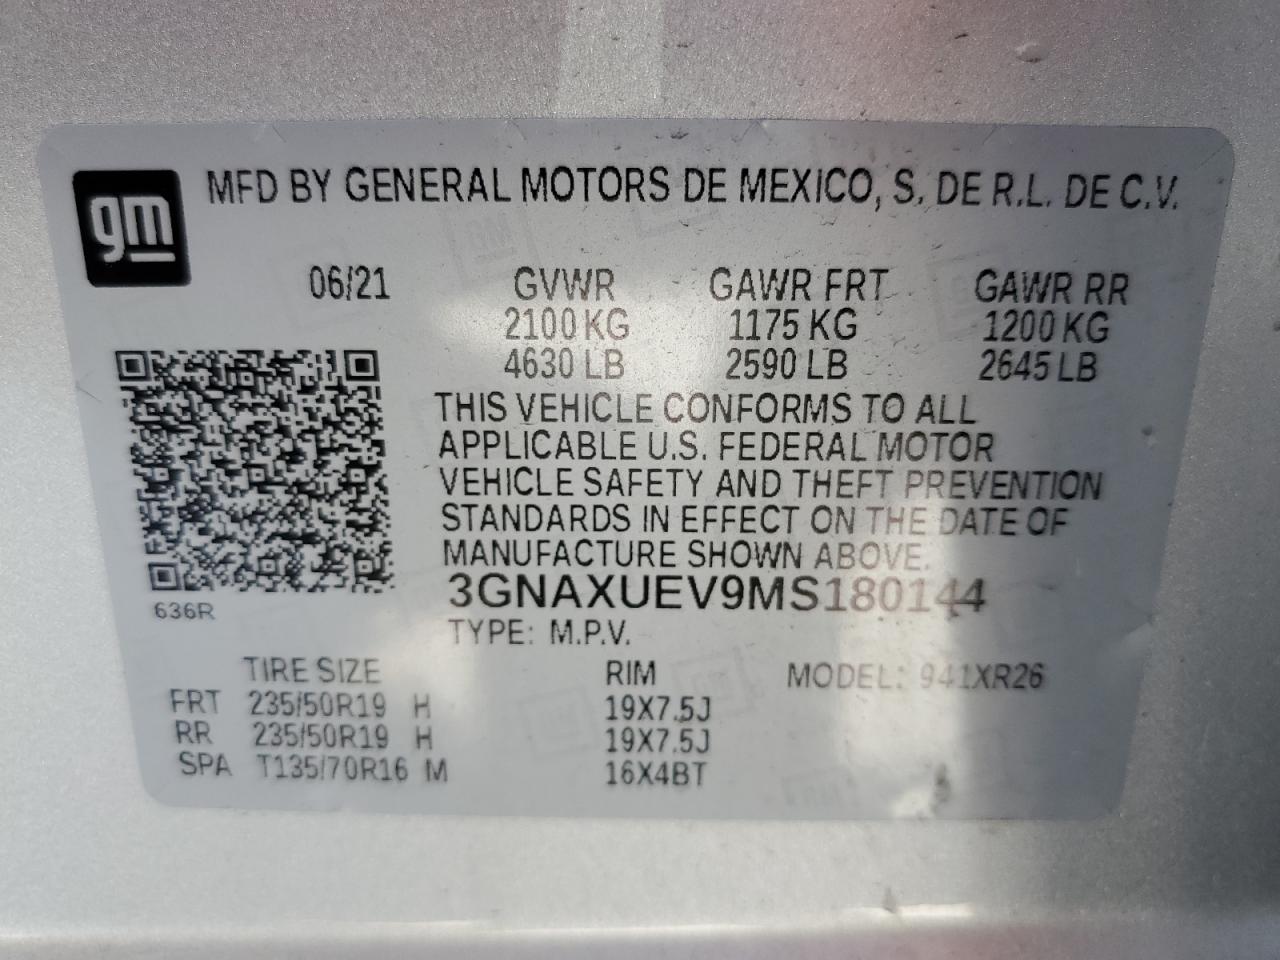 gm
MFD BY GENERAL MOTORS DE MEXICO, S. DE R.L. DE C.V.
06/21 GVWR GAWR FRT GAWR RR
2100 KG 1175 KG 1200 KG
4630 LB 2590 LB 2645 LB
THIS VEHICLE CONFORMS TO ALL
APPLICABLE U.S. FEDERAL MOTOR
VEHICLE SAFETY AND THEFT PREVENTION
STANDARDS IN EFFECT ON THE DATE OF
MANUFACTURE SHOWN ABOVE.
3GNAXUEV9MS180144
636R
TYPE: M.P.V.
TIRE SIZE RIM MODEL: 941XR26
FRT 235/50R19 H 19X7.5J
RR 235/50R19 H 19X7.5J
SPA T135/70R16 M 16X4BT